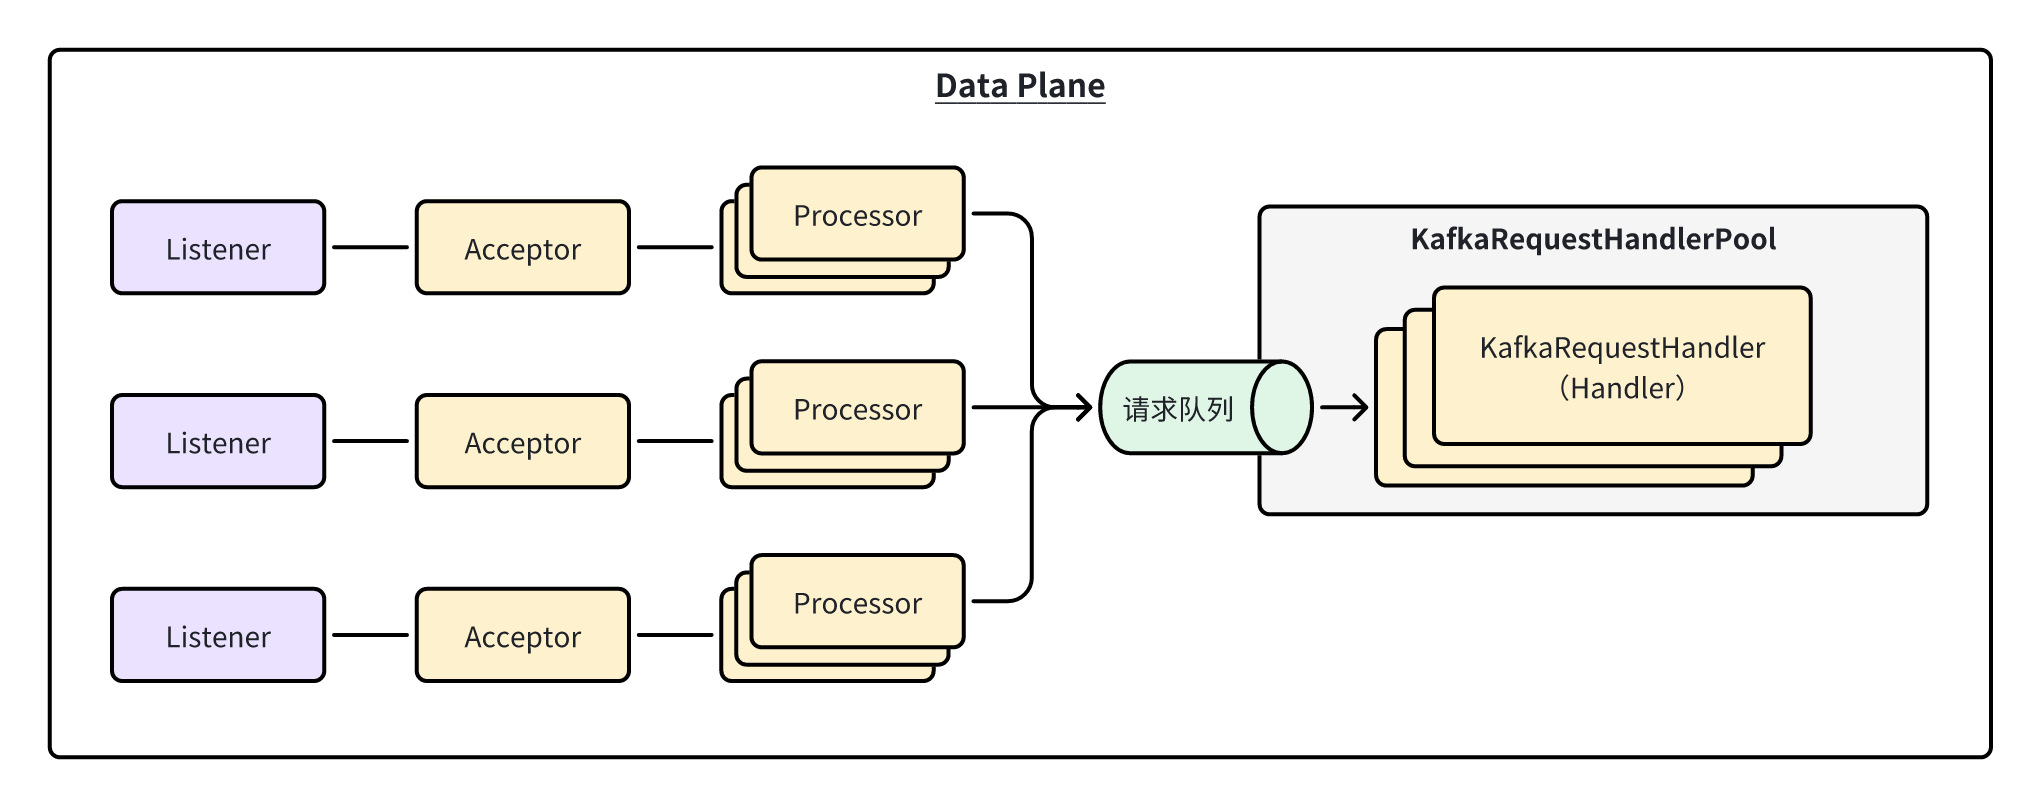 Data Plane
Listener
Acceptor
Processor
Listener
Acceptor
Processor
Listener
Acceptor
Processor
请求队列
KafkaRequestHandlerPool
KafkaRequestHandler
（Handler）